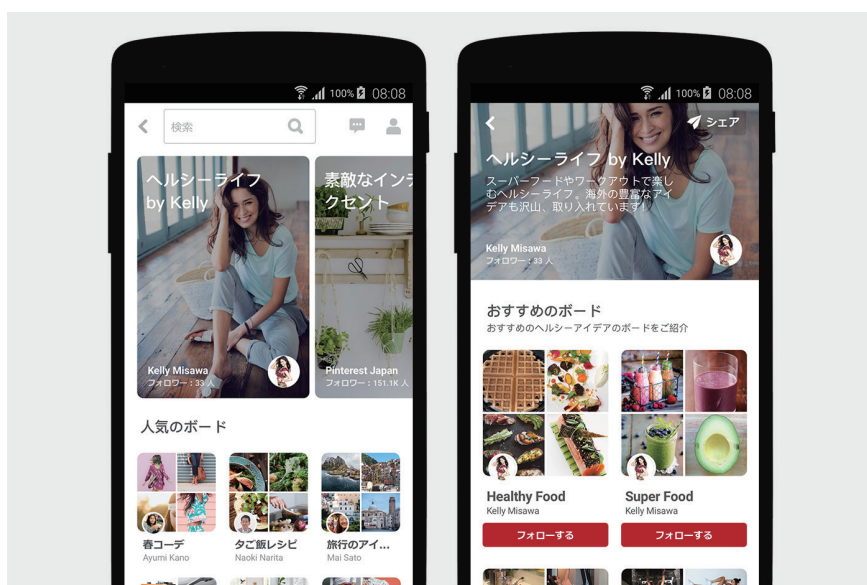 100% 08:08
検索
ヘルシーライフ
by Kelly
素敵なイン
クセント
Kelly Misawa
フォロワー：33 人
Pinterest Japan
フォロワー：151.1K 人
人気のボード
春コーデ
Ayumi Kano
夕ご飯レシピ
Naoki Narita
旅行のアイ...
Mai Sato
100% 08:08
シェア
ヘルシーライフ by Kelly
スーパーフードやワークアウトで楽し
むヘルシーライフ。海外の豊富なアイ
デアも沢山、取り入れています！
Kelly Misawa
フォロワー：33 人
おすすめのボード
おすすめのヘルシーアイデアのボードをご紹介
Healthy Food
Kelly Misawa
フォローする
Super Food
Kelly Misawa
フォローする